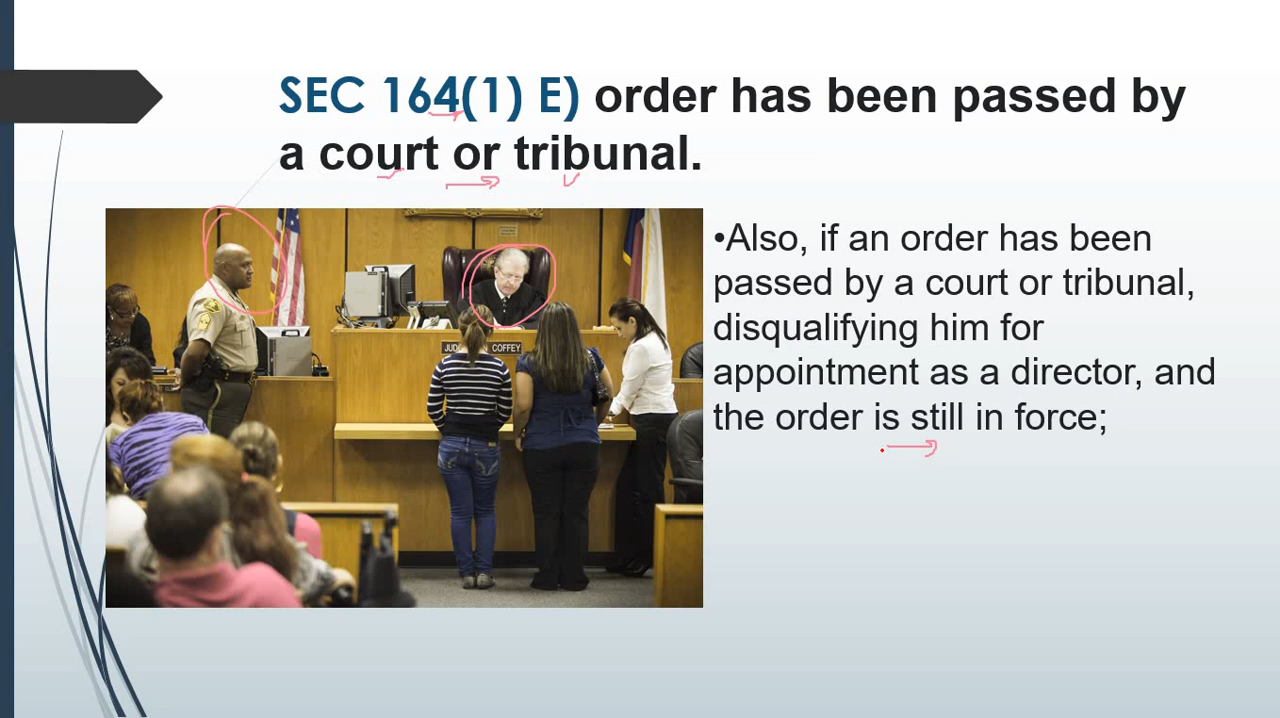 SEC 164(1) E) order has been passed by
a court or tribunal.
•Also, if an order has been
passed by a court or tribunal,
disqualifying him for
appointment as a director, and
the order is still in force;
COFFEY